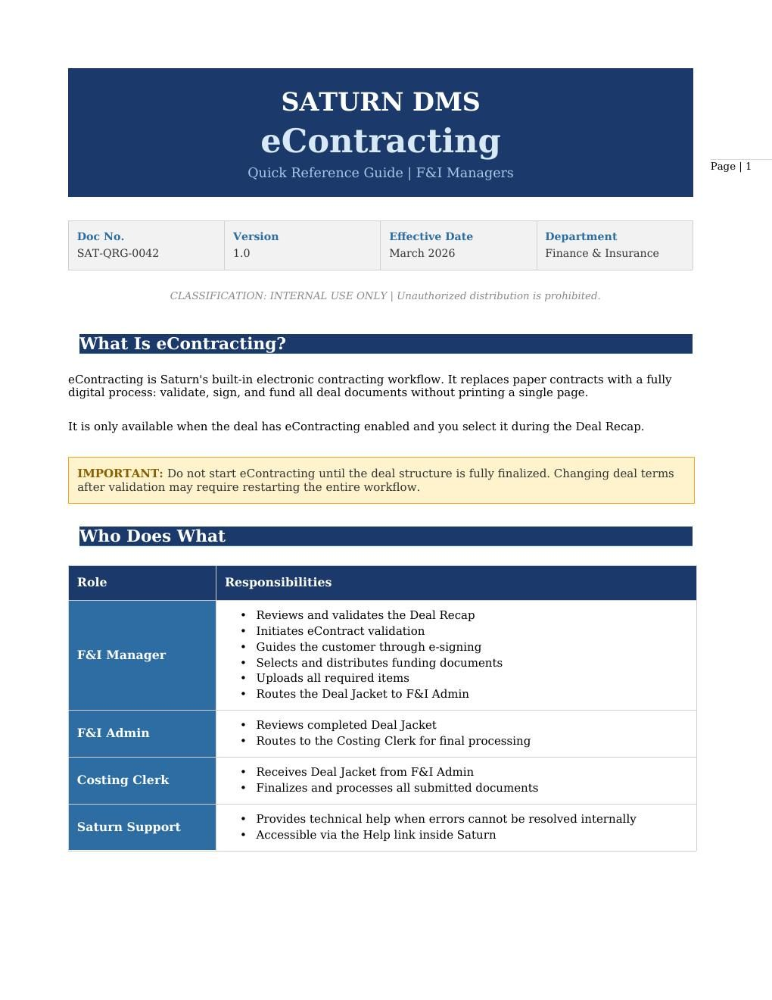 SATURN DMS
eContracting
Quick Reference Guide | F&I Managers
Page | 1
Doc No.
SAT-QRG-0042
Version
1.0
Effective Date
March 2026
Department
Finance & Insurance
CLASSIFICATION: INTERNAL USE ONLY | Unauthorized distribution is prohibited.
What Is eContracting?
eContracting is Saturn's built-in electronic contracting workflow. It replaces paper contracts with a fully
digital process: validate, sign, and fund all deal documents without printing a single page.
It is only available when the deal has eContracting enabled and you select it during the Deal Recap.
IMPORTANT: Do not start eContracting until the deal structure is fully finalized. Changing deal terms
after validation may require restarting the entire workflow.
Who Does What
Role
Responsibilities
F&I Manager
• Reviews and validates the Deal Recap
• Initiates eContract validation
• Guides the customer through e-signing
• Selects and distributes funding documents
• Uploads all required items
• Routes the Deal Jacket to F&I Admin
F&I Admin
• Reviews completed Deal Jacket
• Routes to the Costing Clerk for final processing
Costing Clerk
• Receives Deal Jacket from F&I Admin
• Finalizes and processes all submitted documents
Saturn Support
• Provides technical help when errors cannot be resolved internally
• Accessible via the Help link inside Saturn